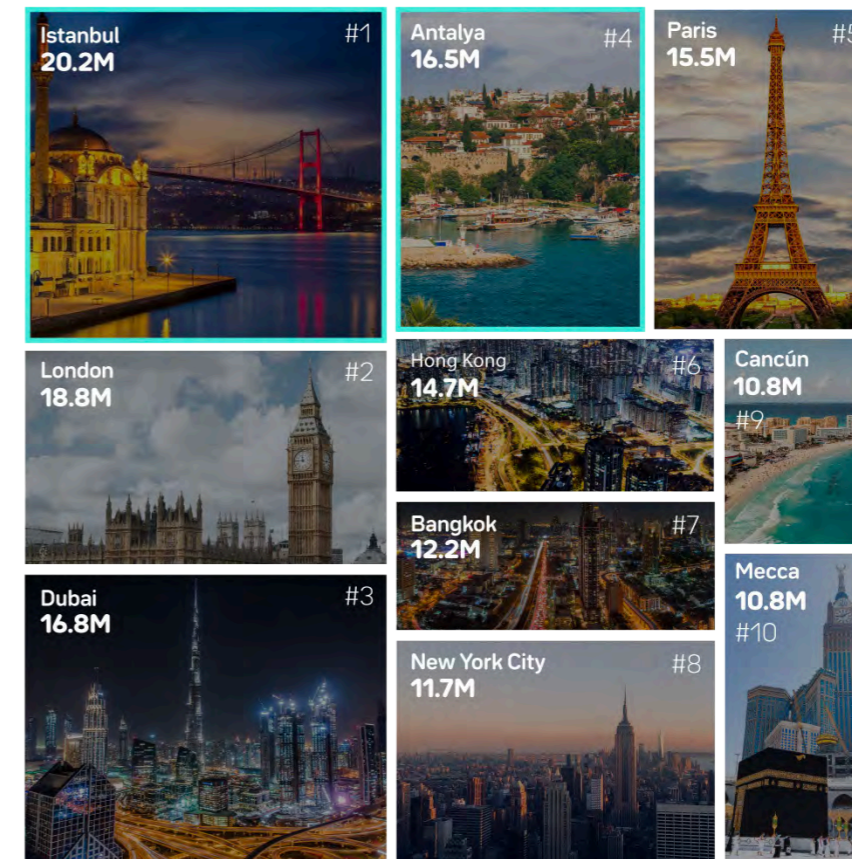 Istanbul
20.2M
#1
London
18.8M
#2
Dubai
16.8M
#3
Antalya
16.5M
#4
Paris
15.5M
#5
Hong Kong
14.7M
#6
Bangkok
12.2M
#7
New York City
11.7M
#8
Cancún
10.8M
#9
Mecca
10.8M
#10